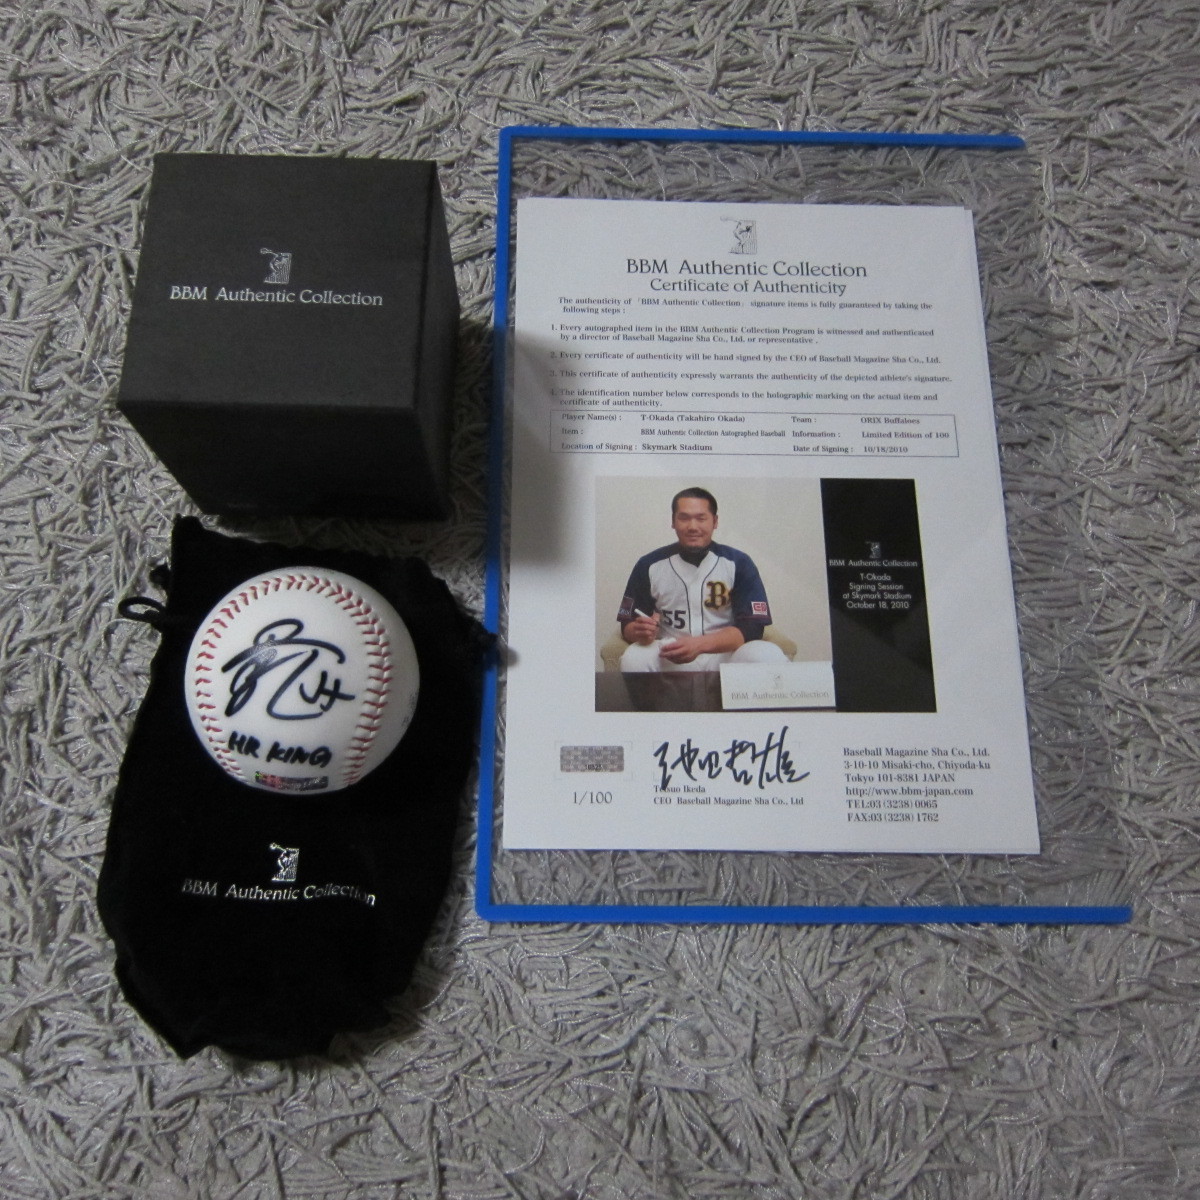 BBM Authentic Collection
HR KING
BBM Authentic Collection
BBM Authentic Collection
Certificate of Authenticity
The authenticity of 「BBM Authentic Collection」 signature items is fully guaranteed by taking the
following steps :
1. Every autographed item in the BBM Authentic Collection Program is witnessed and authenticated
by a director of Baseball Magazine Sha Co., Ltd. or representative .
2. Every certificate of authenticity will be hand signed by the CEO of Baseball Magazine Sha Co., Ltd.
3. This certificate of authenticity expressly warrants the authenticity of the depicted athlete's signature.
4. The identification number below corresponds to the holographic marking on the actual item and
certificate of authenticity.
Player Name(s) : T-Okada (Takahiro Okada) Team : ORIX Buffaloes
Item : BBM Authentic Collection Autographed Baseball Information : Limited Edition of 100
Location of Signing : Skymark Stadium Date of Signing : 10/18/2010
55
B
BBM Authentic Collection
BBM Authentic Collection
T-Okada
Signing Session
at Skymark Stadium
October 18, 2010
1/100
池田哲雄
Tetsuo Ikeda
CEO Baseball Magazine Sha Co., Ltd
Baseball Magazine Sha Co., Ltd.
3-10-10 Misaki-cho, Chiyoda-ku
Tokyo 101-8381 JAPAN
http://www.bbm-japan.com
TEL:03 (3238) 0065
FAX:03 (3238) 1762